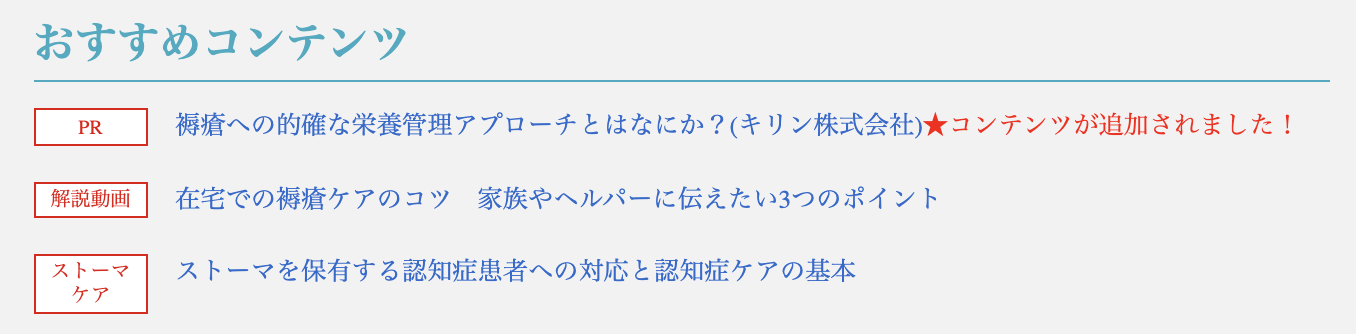 おすすめコンテンツ
PR
褥瘡への的確な栄養管理アプローチとはなにか？(キリン株式会社)★コンテンツが追加されました！
解説動画
在宅での褥瘡ケアのコツ　家族やヘルパーに伝えたい3つのポイント
ストーマ
ケア
ストーマを保有する認知症患者への対応と認知症ケアの基本